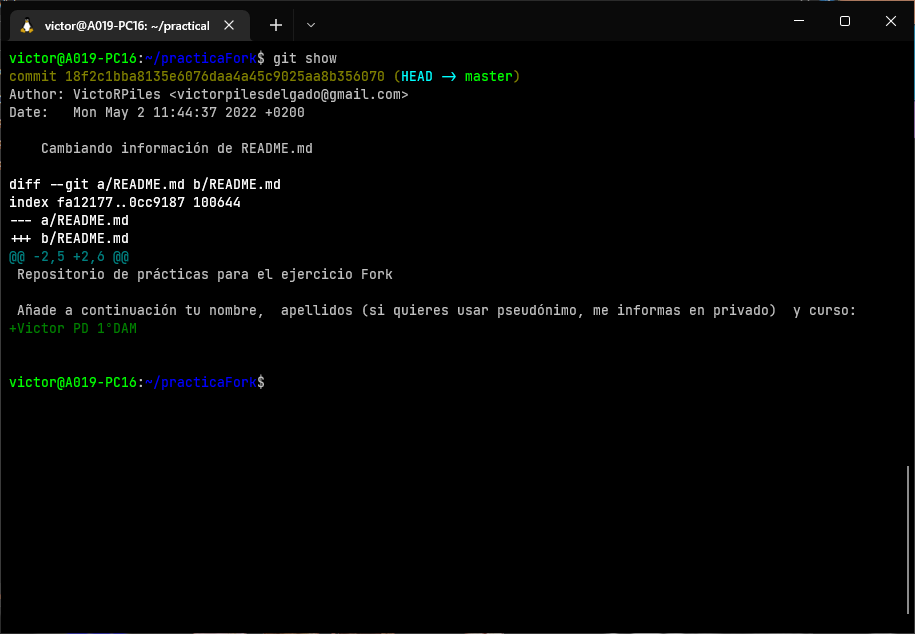 victor@A019-PC16: ~/practical
victor@A019-PC16:~/practicaFork$ git show
commit 18f2c1bba8135e6076daa4a45c9025aa8b356070 (HEAD -> master)
Author: VictoRPiles <victorpilesdelgado@gmail.com>
Date:   Mon May 2 11:44:37 2022 +0200
    Cambiando información de README.md
diff --git a/README.md b/README.md
index fa12177..0cc9187 100644
--- a/README.md
+++ b/README.md
@@ -2,5 +2,6 @@
 Repositorio de prácticas para el ejercicio Fork
 Añade a continuación tu nombre,  apellidos (si quieres usar pseudónimo, me informas en privado)  y curso:
+Victor PD 1ºDAM
victor@A019-PC16:~/practicaFork$